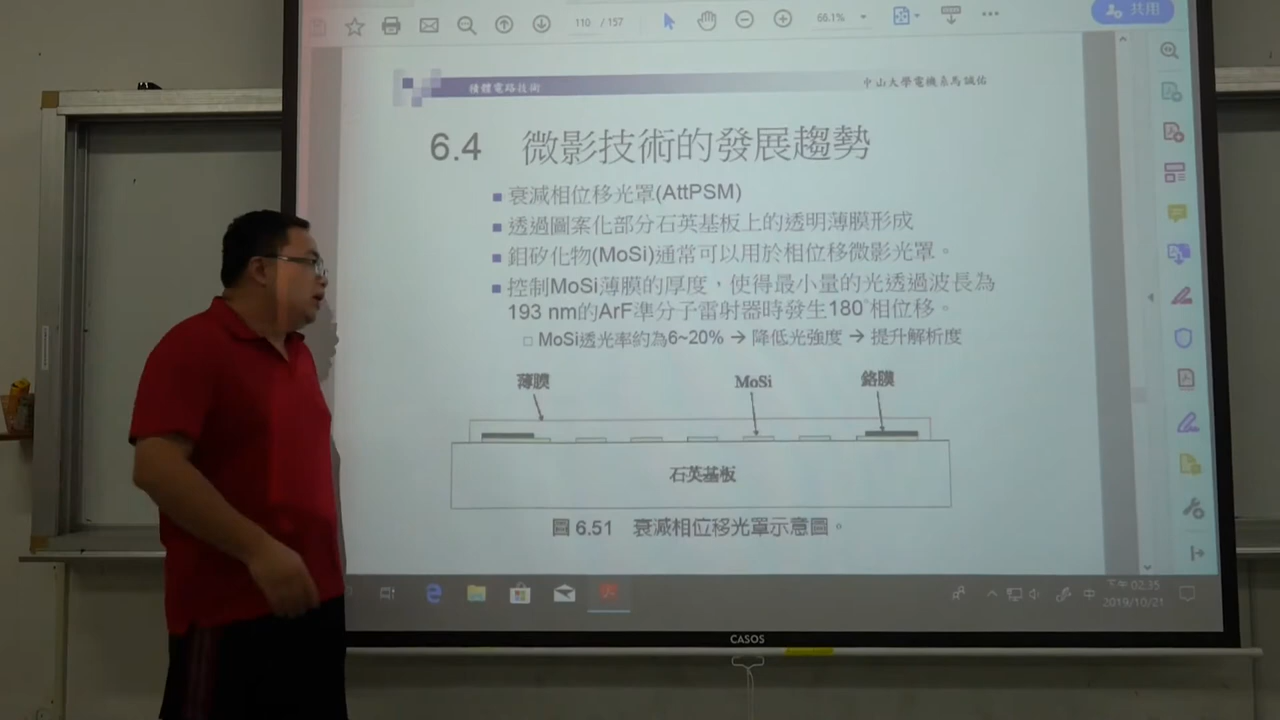 110 / 157
68.1%
共用
積體電路技術
中山大學電機系馬誠佑
6.4 微影技術的發展趨勢
衰減相位移光罩(AttPSM)
透過圖案化部分石英基板上的透明薄膜形成
鉬矽化物(MoSi)通常可以用於相位移微影光罩。
控制MoSi薄膜的厚度，使得最小量的光透過波長為
193 nm的ArF準分子雷射器時發生180°相位移。
MoSi透光率約為6~20% → 降低光強度 → 提升解析度
薄膜
MoSi
鉻膜
石英基板
圖 6.51 衰減相位移光罩示意圖。
中
下午 02:35
2019/10/21
CASOS